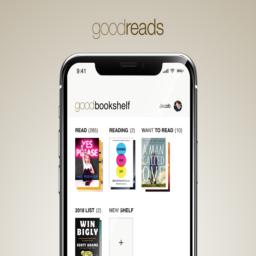 goodreads
9:41
goodbookshelf
READ (265)
READING (2)
WANT TO READ (10)
YES
PLEASE
2018 LIST (2)
NEW SHELF
WIN
BIGLY
SCOTT ADAMS
+